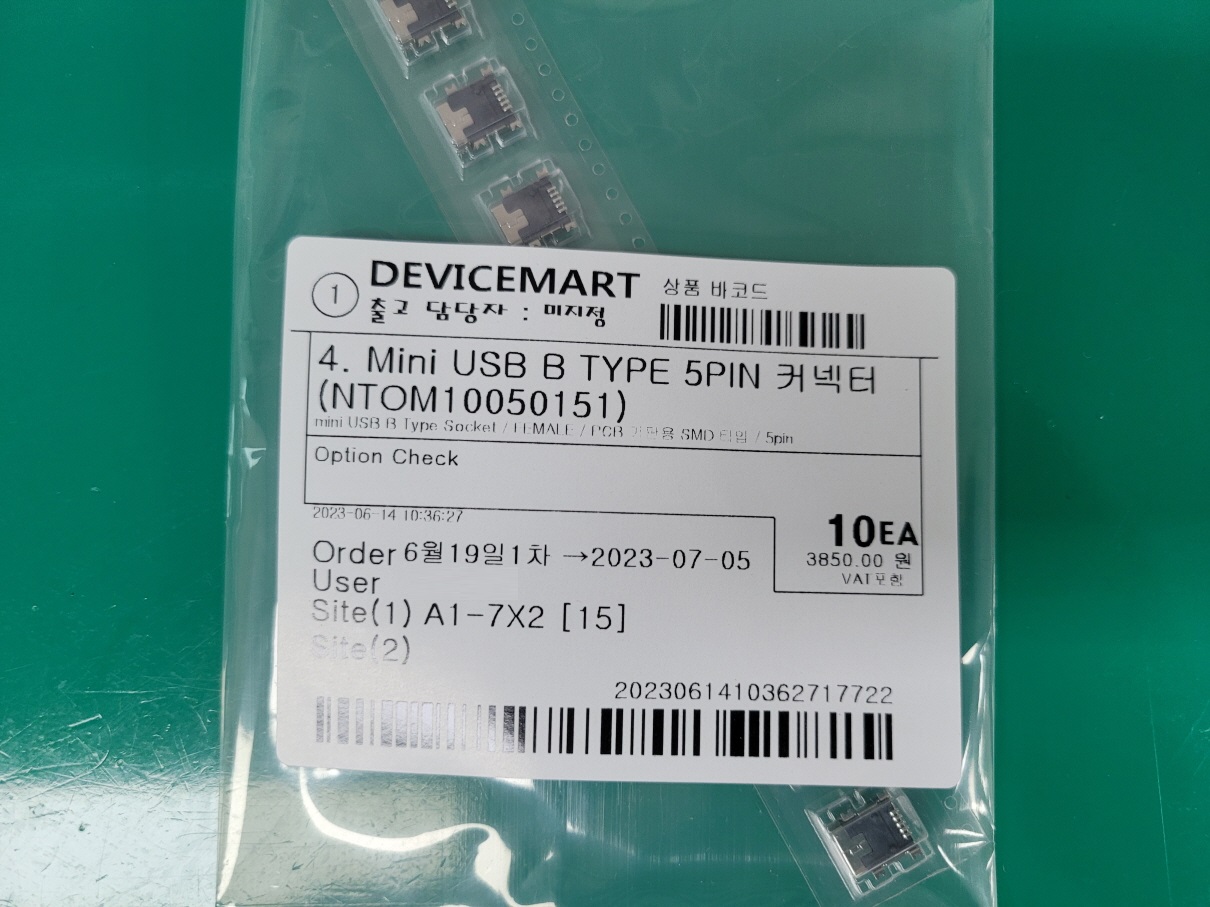 1
DEVICEMART
상품 바코드
출고 담당자 : 미지정
4. Mini USB B TYPE 5PIN 커넥터
(NTOM10050151)
mini USB B Type Socket / FEMALE / PCB 기판용 SMD 타입 / 5pin
Option Check
2023-06-14 10:36:27
10EA
3850.00 원
VAT포함
Order 6월19일1차 →2023-07-05
User
Site(1) A1-7X2 [15]
Site(2)
2023061410362717722